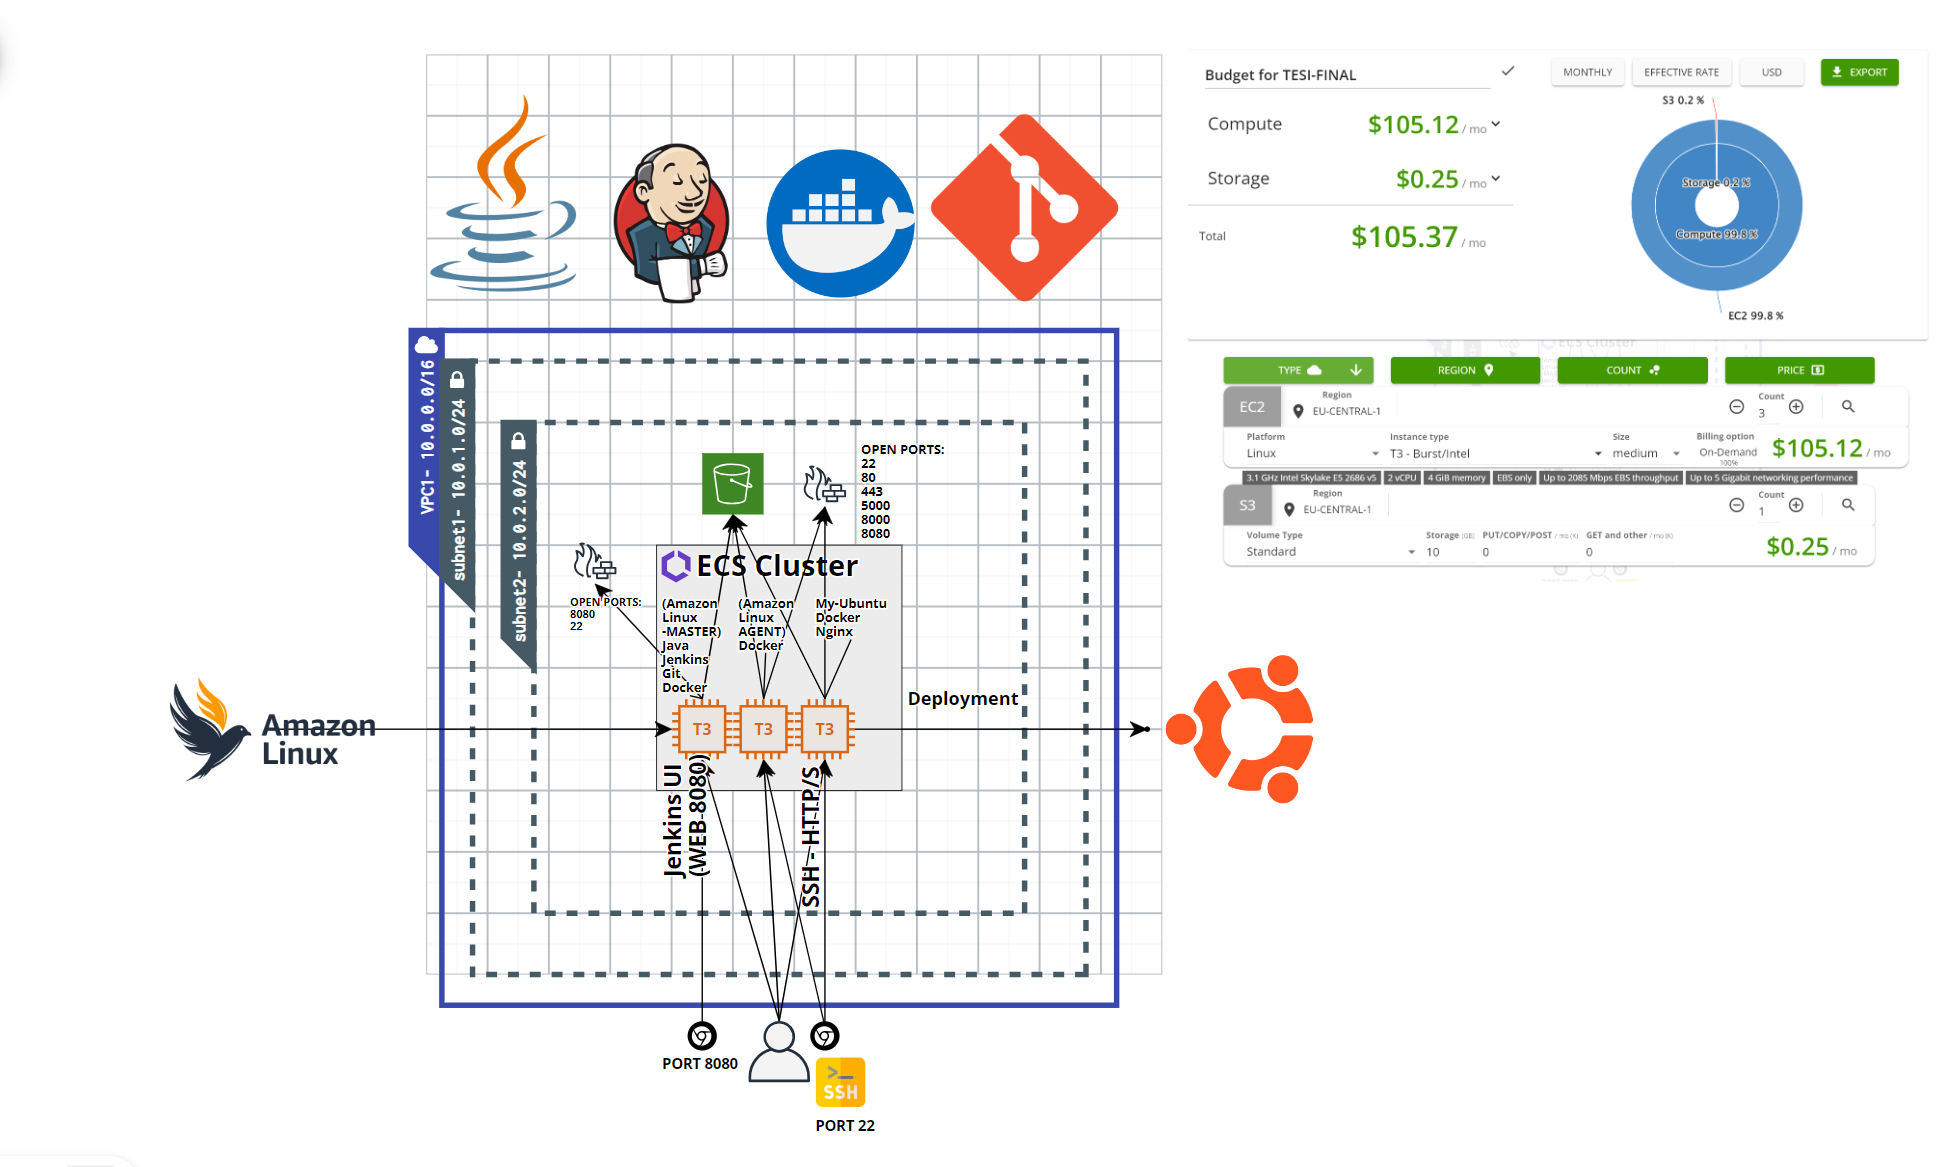 Budget for TESI-FINAL
MONTHLY
EFFECTIVE RATE
USD
EXPORT
Compute $105.12 / mo
Storage $0.25 / mo
Total $105.37 / mo
S3 0.2 %
Storage 0.2 %
Compute 99.8 %
EC2 99.8 %
TYPE
REGION
COUNT
PRICE
EC2
Region
EU-CENTRAL-1
Count
3
Platform
Linux
Instance type
T3 - Burst/Intel
Size
medium
Billing option
On-Demand
100%
$105.12 / mo
3.1 GHz Intel Skylake E5 2686 v5
2 vCPU
4 GiB memory
EBS only
Up to 2085 Mbps EBS throughput
Up to 5 Gigabit networking performance
S3
Region
EU-CENTRAL-1
Count
1
Volume Type
Standard
Storage (GB)
10
PUT/COPY/POST / mo (K)
0
GET and other / mo (K)
0
$0.25 / mo
VPC1- 10.0.0.0/16
subnet1- 10.0.1.0/24
subnet2- 10.0.2.0/24
OPEN PORTS:
22
80
443
5000
8000
8080
OPEN PORTS:
8080
22
ECS Cluster
(Amazon
Linux
-MASTER)
Java
Jenkins
Git
Docker
(Amazon
Linux
AGENT)
Docker
My-Ubuntu
Docker
Nginx
T3
T3
T3
Deployment
Amazon
Linux
Jenkins UI
(WEB-8080)
SSH - HTTP/S
PORT 8080
>_
SSH
PORT 22